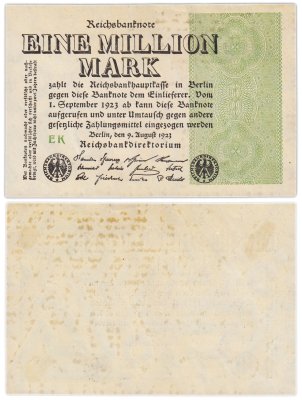 Reichsbanknote
EINE MILLION
MARK
zahlt die Reichsbankhauptkasse in Berlin
gegen diese Banknote dem Einlieferer. Vom
1. September 1923 ab kann diese Banknote
aufgerufen und unter Umtausch gegen andere
gesetzliche Zahlungsmittel eingezogen werden
Berlin, den 9. August 1923
Reichsbankdirektorium
EK